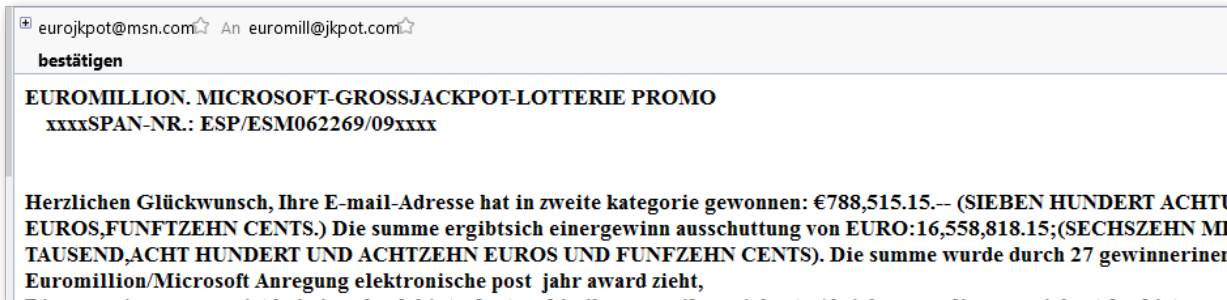 eurojkpot@msn.com An euromill@jkpot.com
bestätigen
EUROMILLION. MICROSOFT-GROSSJACKPOT-LOTTERIE PROMO
xxxxSPAN-NR.: ESP/ESM062269/09xxxx
Herzlichen Glückwunsch, Ihre E-mail-Adresse hat in zweite kategorie gewonnen: €788,515.15.-- (SIEBEN HUNDERT
EUROS,FUNFTZEHN CENTS.) Die summe ergibtsich einergewinn ausschuttung von EURO:16,558,818.15;(SECHSZEHN
TAUSEND,ACHT HUNDERT UND ACHTZEHN EUROS UND FUNFZEHN CENTS). Die summe wurde durch 27 gewinnerinen
Euromillion/Microsoft Anregung elektronische post jahr award zieht,